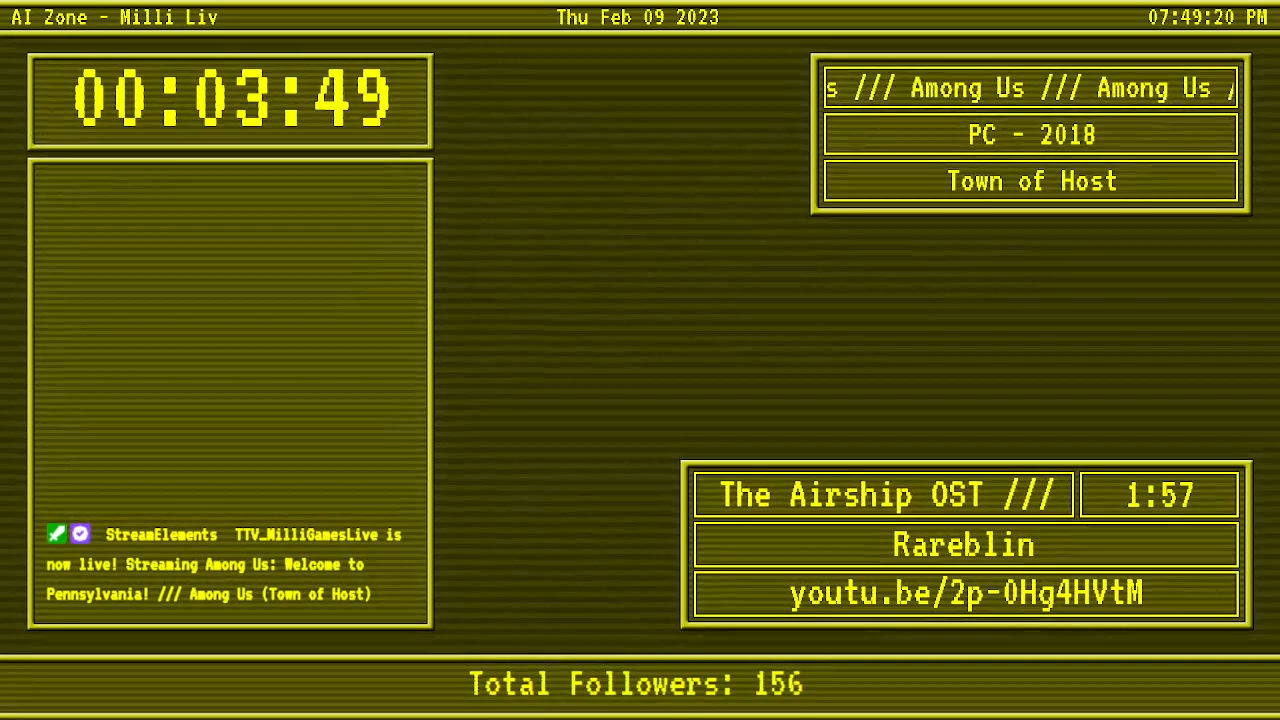 AI Zone - Milli Liv
Thu Feb 09 2023
07:49:20 PM
00:03:49
s /// Among Us /// Among Us /
PC - 2018
Town of Host
StreamElements TTV_MilliGamesLive is
now live! Streaming Among Us: Welcome to
Pennsylvania! /// Among Us (Town of Host)
The Airship OST ///
1:57
Rareblin
youtu.be/2p-0Hg4HVtM
Total Followers: 156